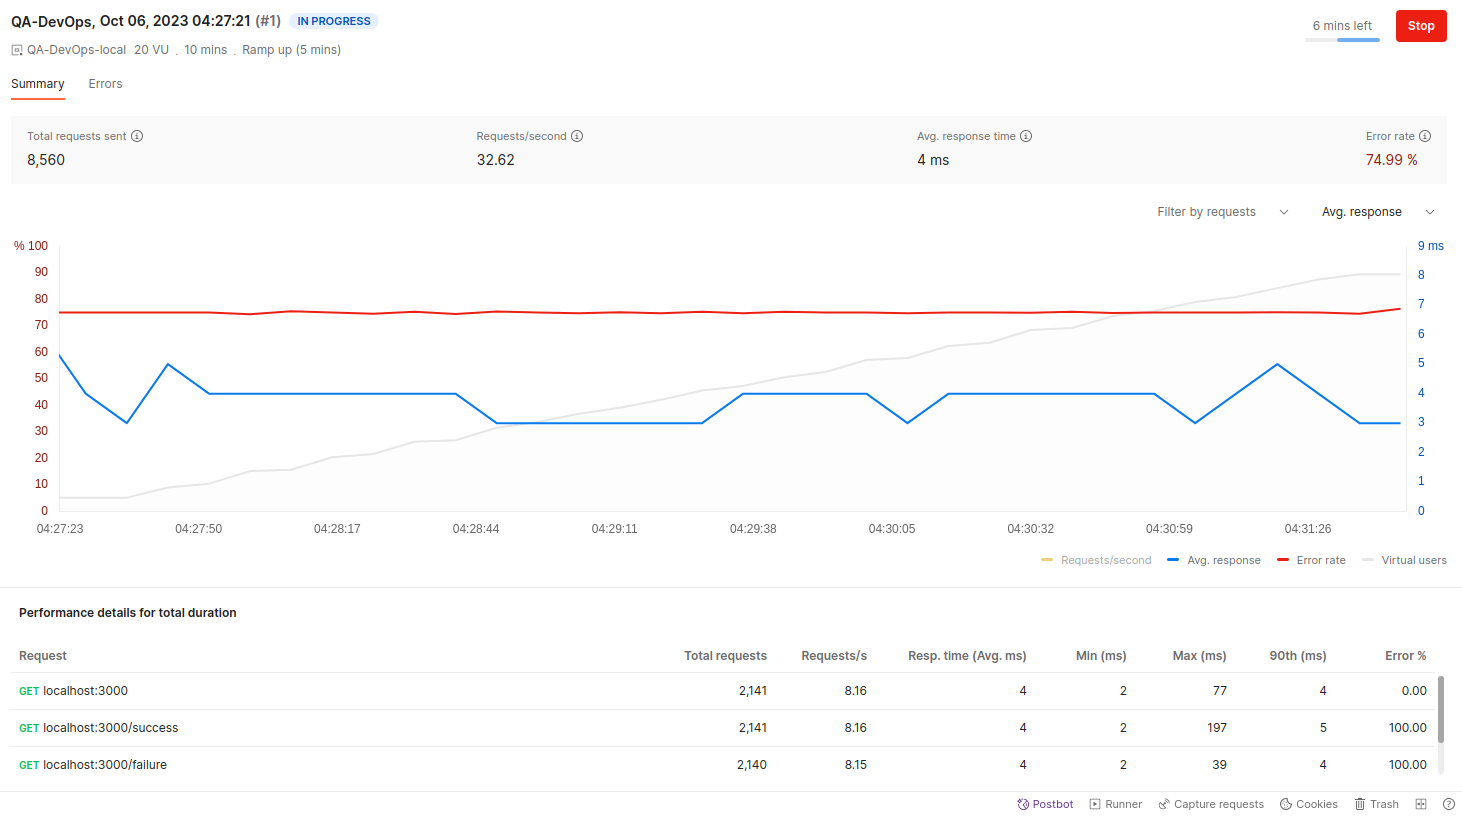 QA-DevOps, Oct 06, 2023 04:27:21 (#1) IN PROGRESS
6 mins left Stop
QA-DevOps-local 20 VU . 10 mins . Ramp up (5 mins)
Summary Errors
Total requests sent Requests/second Avg. response time Error rate
8,560 32.62 4 ms 74.99 %
Filter by requests Avg. response
% 100 9 ms
90
80
70
60
50
40
30
20
10
0
8
7
6
5
4
3
2
1
0
04:27:23 04:27:50 04:28:17 04:28:44 04:29:11 04:29:38 04:30:05 04:30:32 04:30:59 04:31:26
Requests/second Avg. response Error rate Virtual users
Performance details for total duration
Request Total requests Requests/s Resp. time (Avg. ms) Min (ms) Max (ms) 90th (ms) Error %
GET localhost:3000 2,141 8.16 4 2 77 4 0.00
GET localhost:3000/success 2,141 8.16 4 2 197 5 100.00
GET localhost:3000/failure 2,140 8.15 4 2 39 4 100.00
Postbot Runner Capture requests Cookies Trash